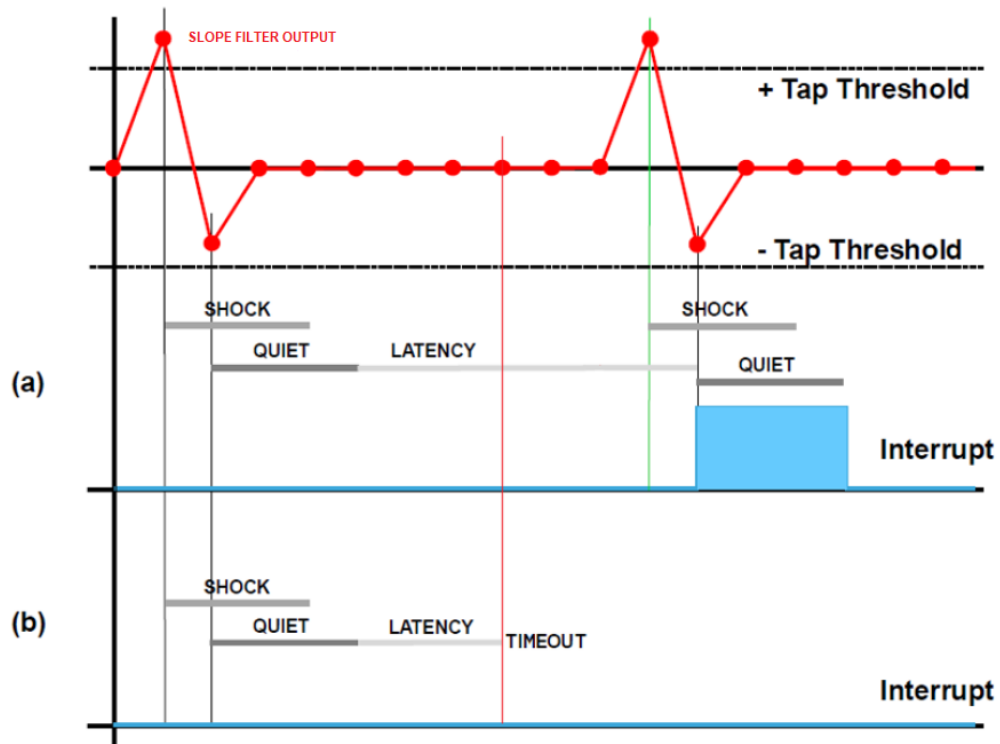 SLOPE FILTER OUTPUT
+ Tap Threshold
- Tap Threshold
SHOCK
SHOCK
QUIET
LATENCY
QUIET
(a)
Interrupt
SHOCK
(b)
QUIET
LATENCY
TIMEOUT
Interrupt